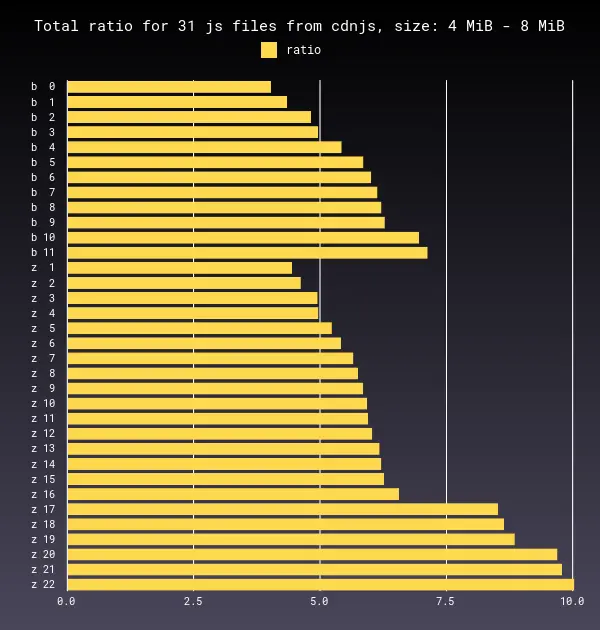 Total ratio for 31 js files from cdnjs, size: 4 MiB - 8 MiB
ratio
b 0
b 1
b 2
b 3
b 4
b 5
b 6
b 7
b 8
b 9
b 10
b 11
z 1
z 2
z 3
z 4
z 5
z 6
z 7
z 8
z 9
z 10
z 11
z 12
z 13
z 14
z 15
z 16
z 17
z 18
z 19
z 20
z 21
z 22
0.0 2.5 5.0 7.5 10.0